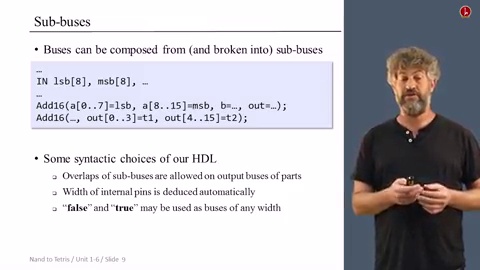 Sub-buses
• Buses can be composed from (and broken into) sub-buses
…
IN lsb[8], msb[8], …
…
Add16(a[0..7]=lsb, a[8..15]=msb, b=…, out=…);
Add16(…, out[0..3]=t1, out[4..15]=t2);
• Some syntactic choices of our HDL
❏ Overlaps of sub-buses are allowed on output buses of parts
❏ Width of internal pins is deduced automatically
❏ “false” and “true” may be used as buses of any width
Nand to Tetris / Unit 1-6 / Slide 9